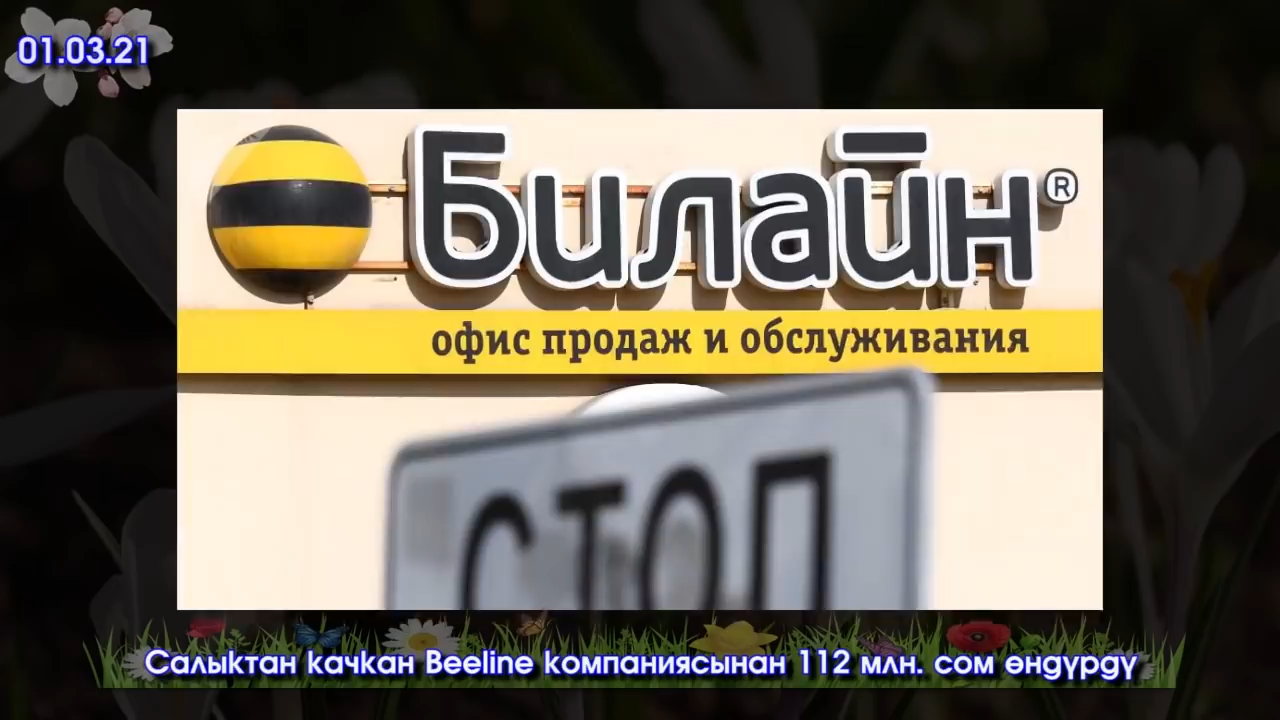 01.03.21
Билайн®
офис продаж и обслуживания
СТОП
Салыктан качкан Beeline компаниясынан 112 млн. сом өндүрдү